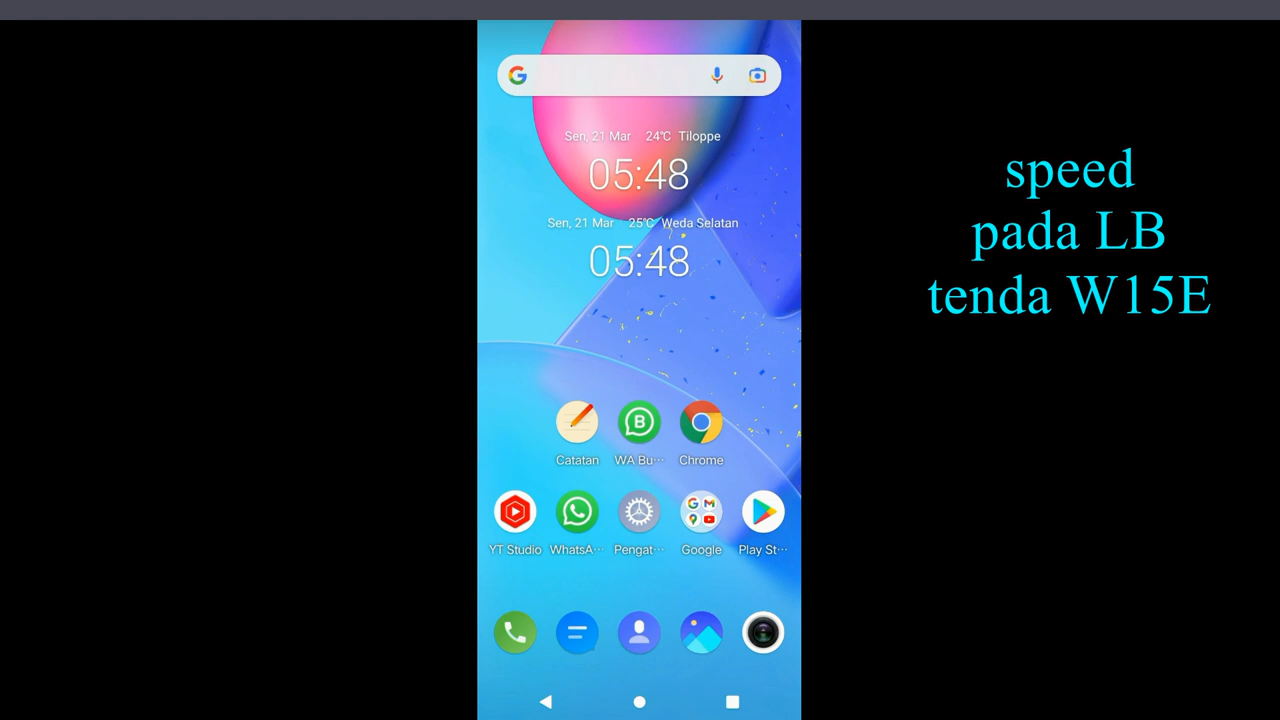 Sen, 21 Mar 24°C Tiloppe
05:48
Sen, 21 Mar 25°C Weda Selatan
05:48
Catatan WA Bu··· Chrome
YT Studio WhatsA··· Pengat··· Google Play St···
speed
pada LB
tenda W15E